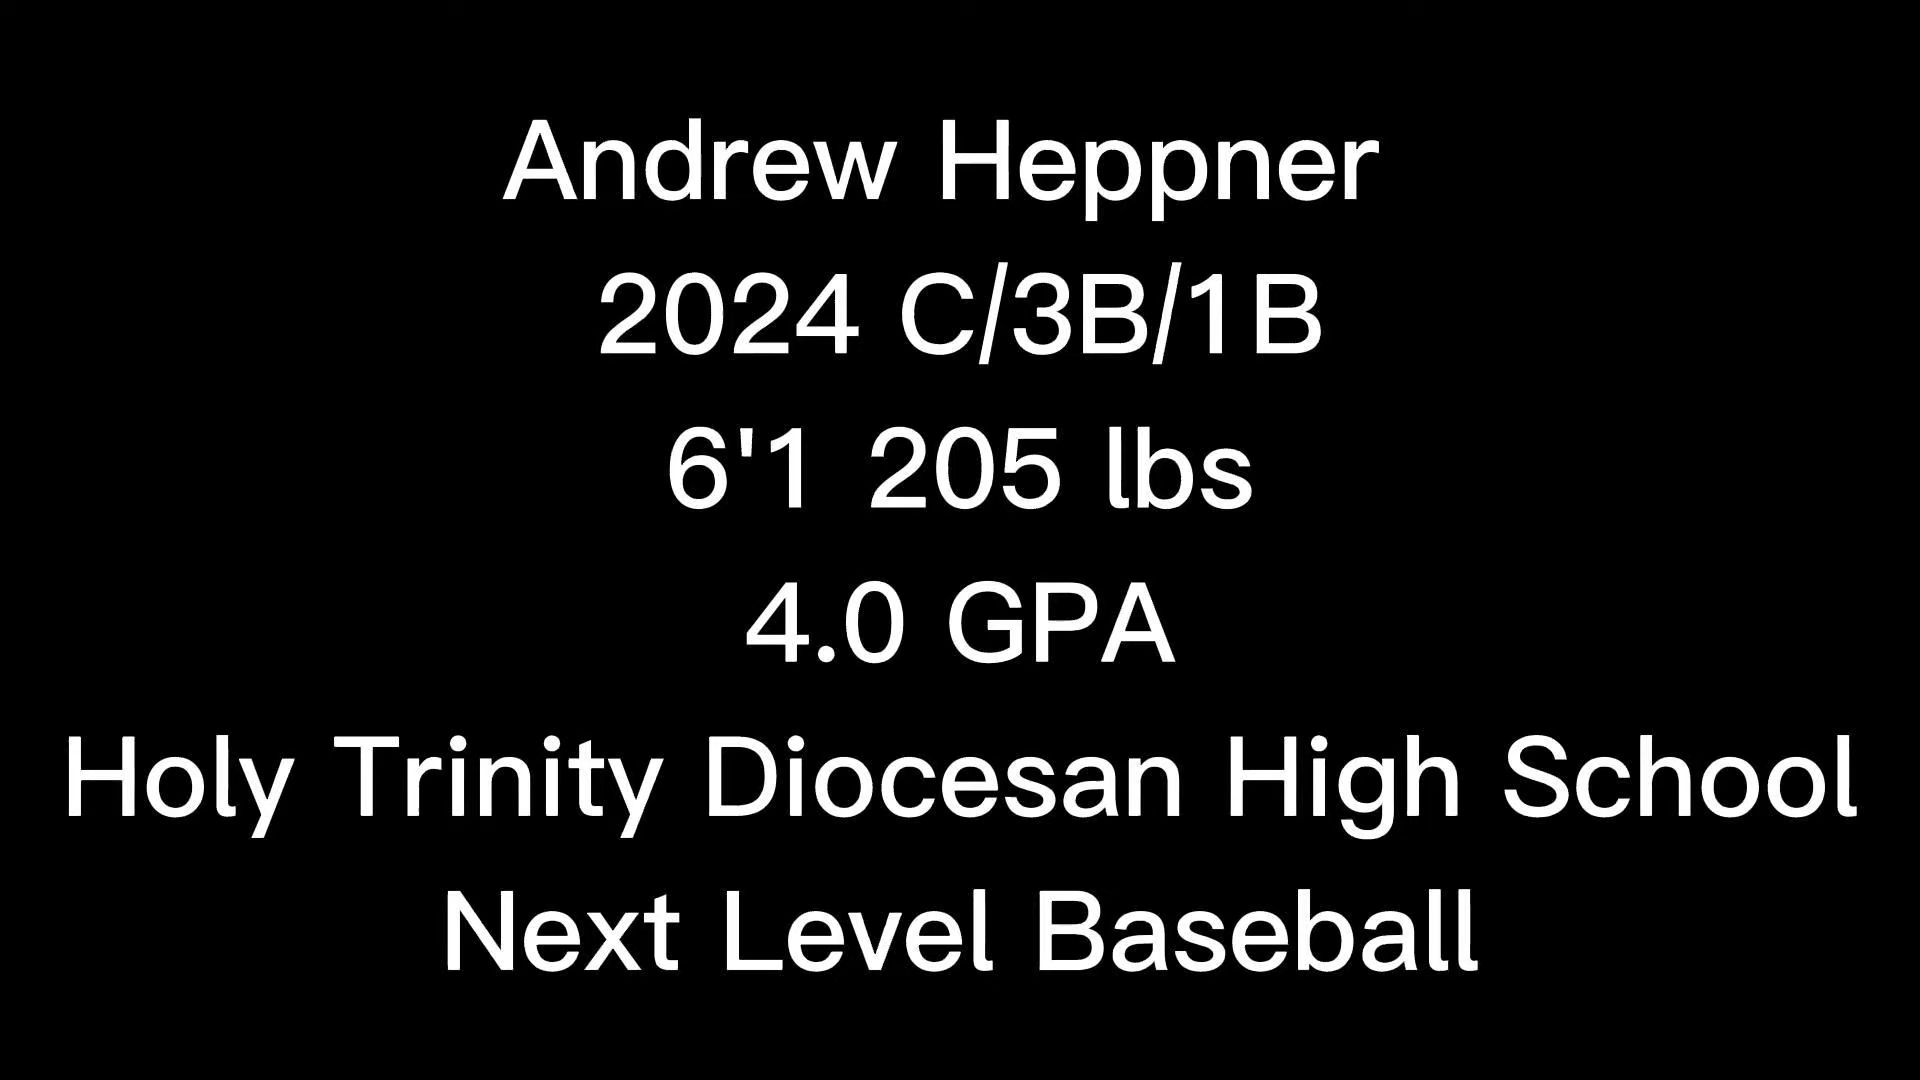 Andrew Heppner
2024 C/3B/1B
6'1 205 lbs
4.0 GPA
Holy Trinity Diocesan High School
Next Level Baseball